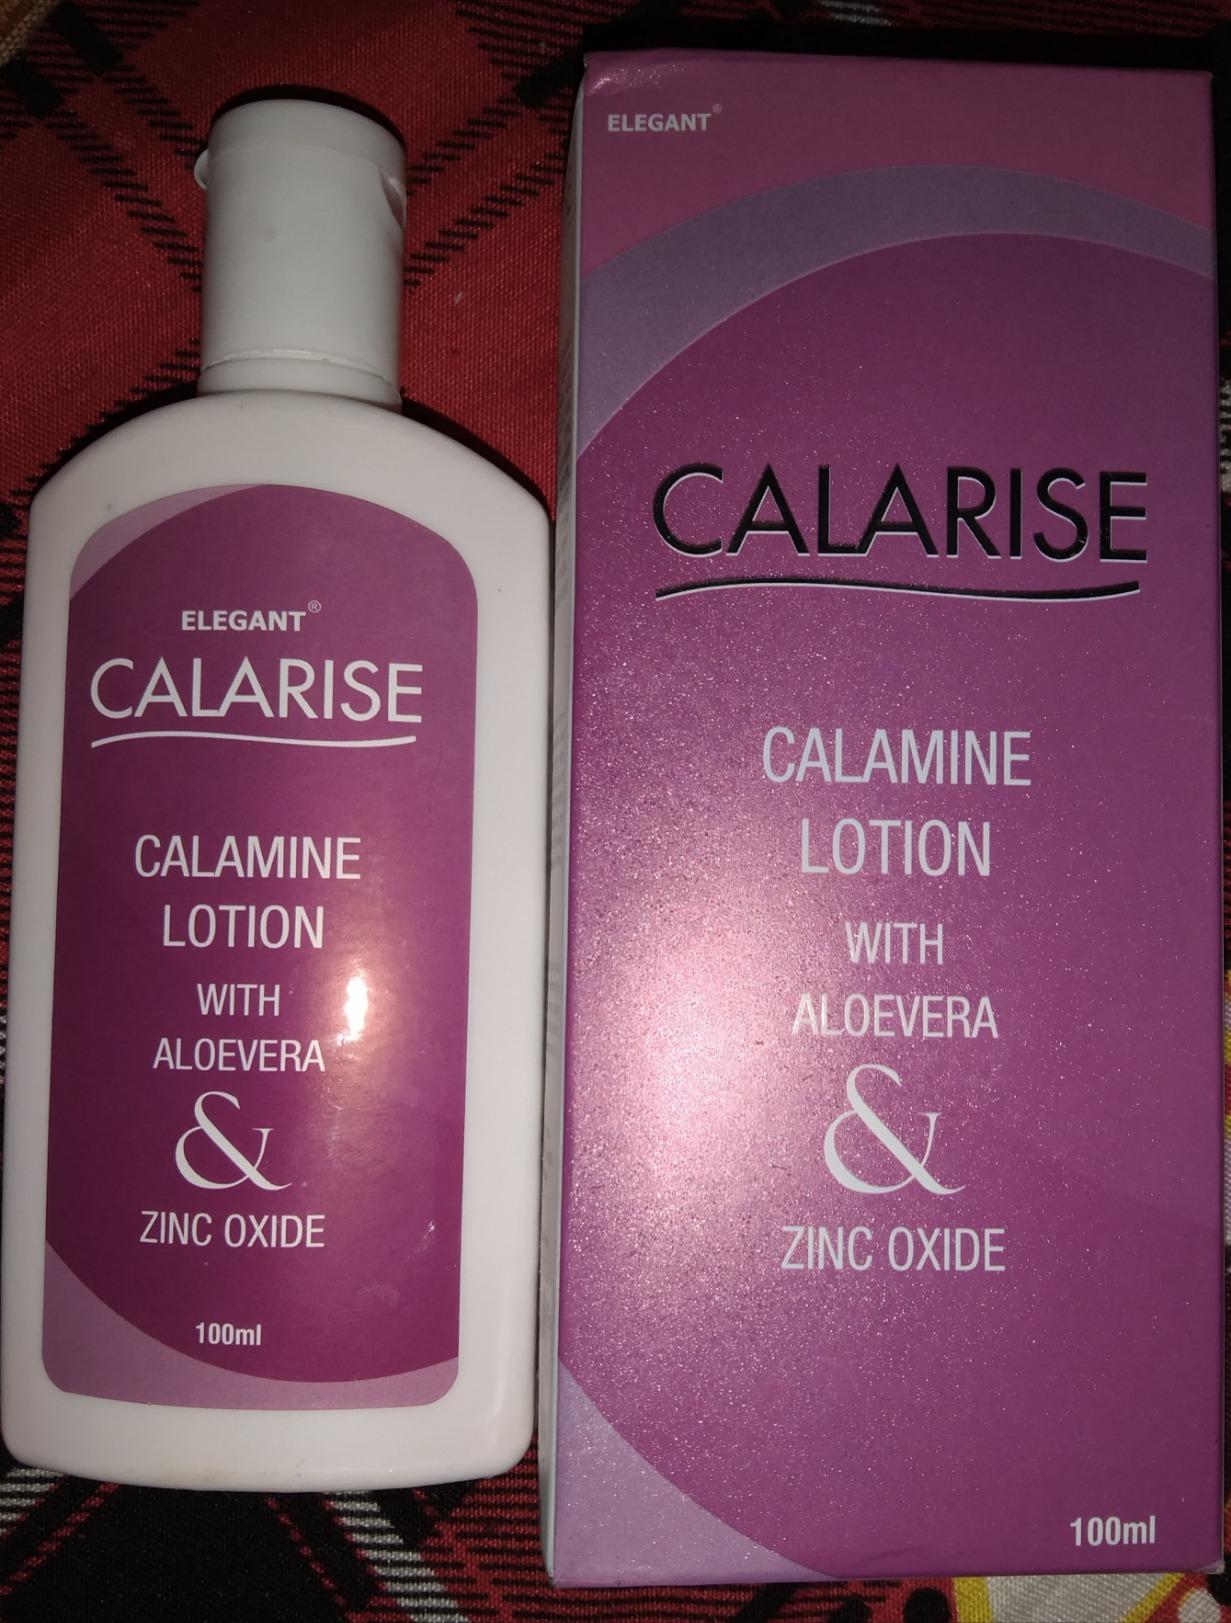 ELEGANT®
CALARISE
CALAMINE
LOTION
WITH
ALOEVERA
&
ZINC OXIDE
100ml
ELEGANT®
CALARISE
CALAMINE
LOTION
WITH
ALOEVERA
&
ZINC OXIDE
100ml